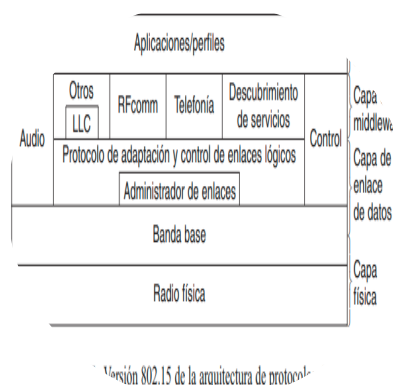 Aplicaciones/perfiles
Otros
LLC
RFcomm
Telefonía
Descubrimiento
de servicios
Audio
Control
Protocolo de adaptación y control de enlaces lógicos
Administrador de enlaces
Banda base
Radio física
Capa
Capa de
enlace
de datos
Capa
física
Versión 802.15 de la arquitectura de